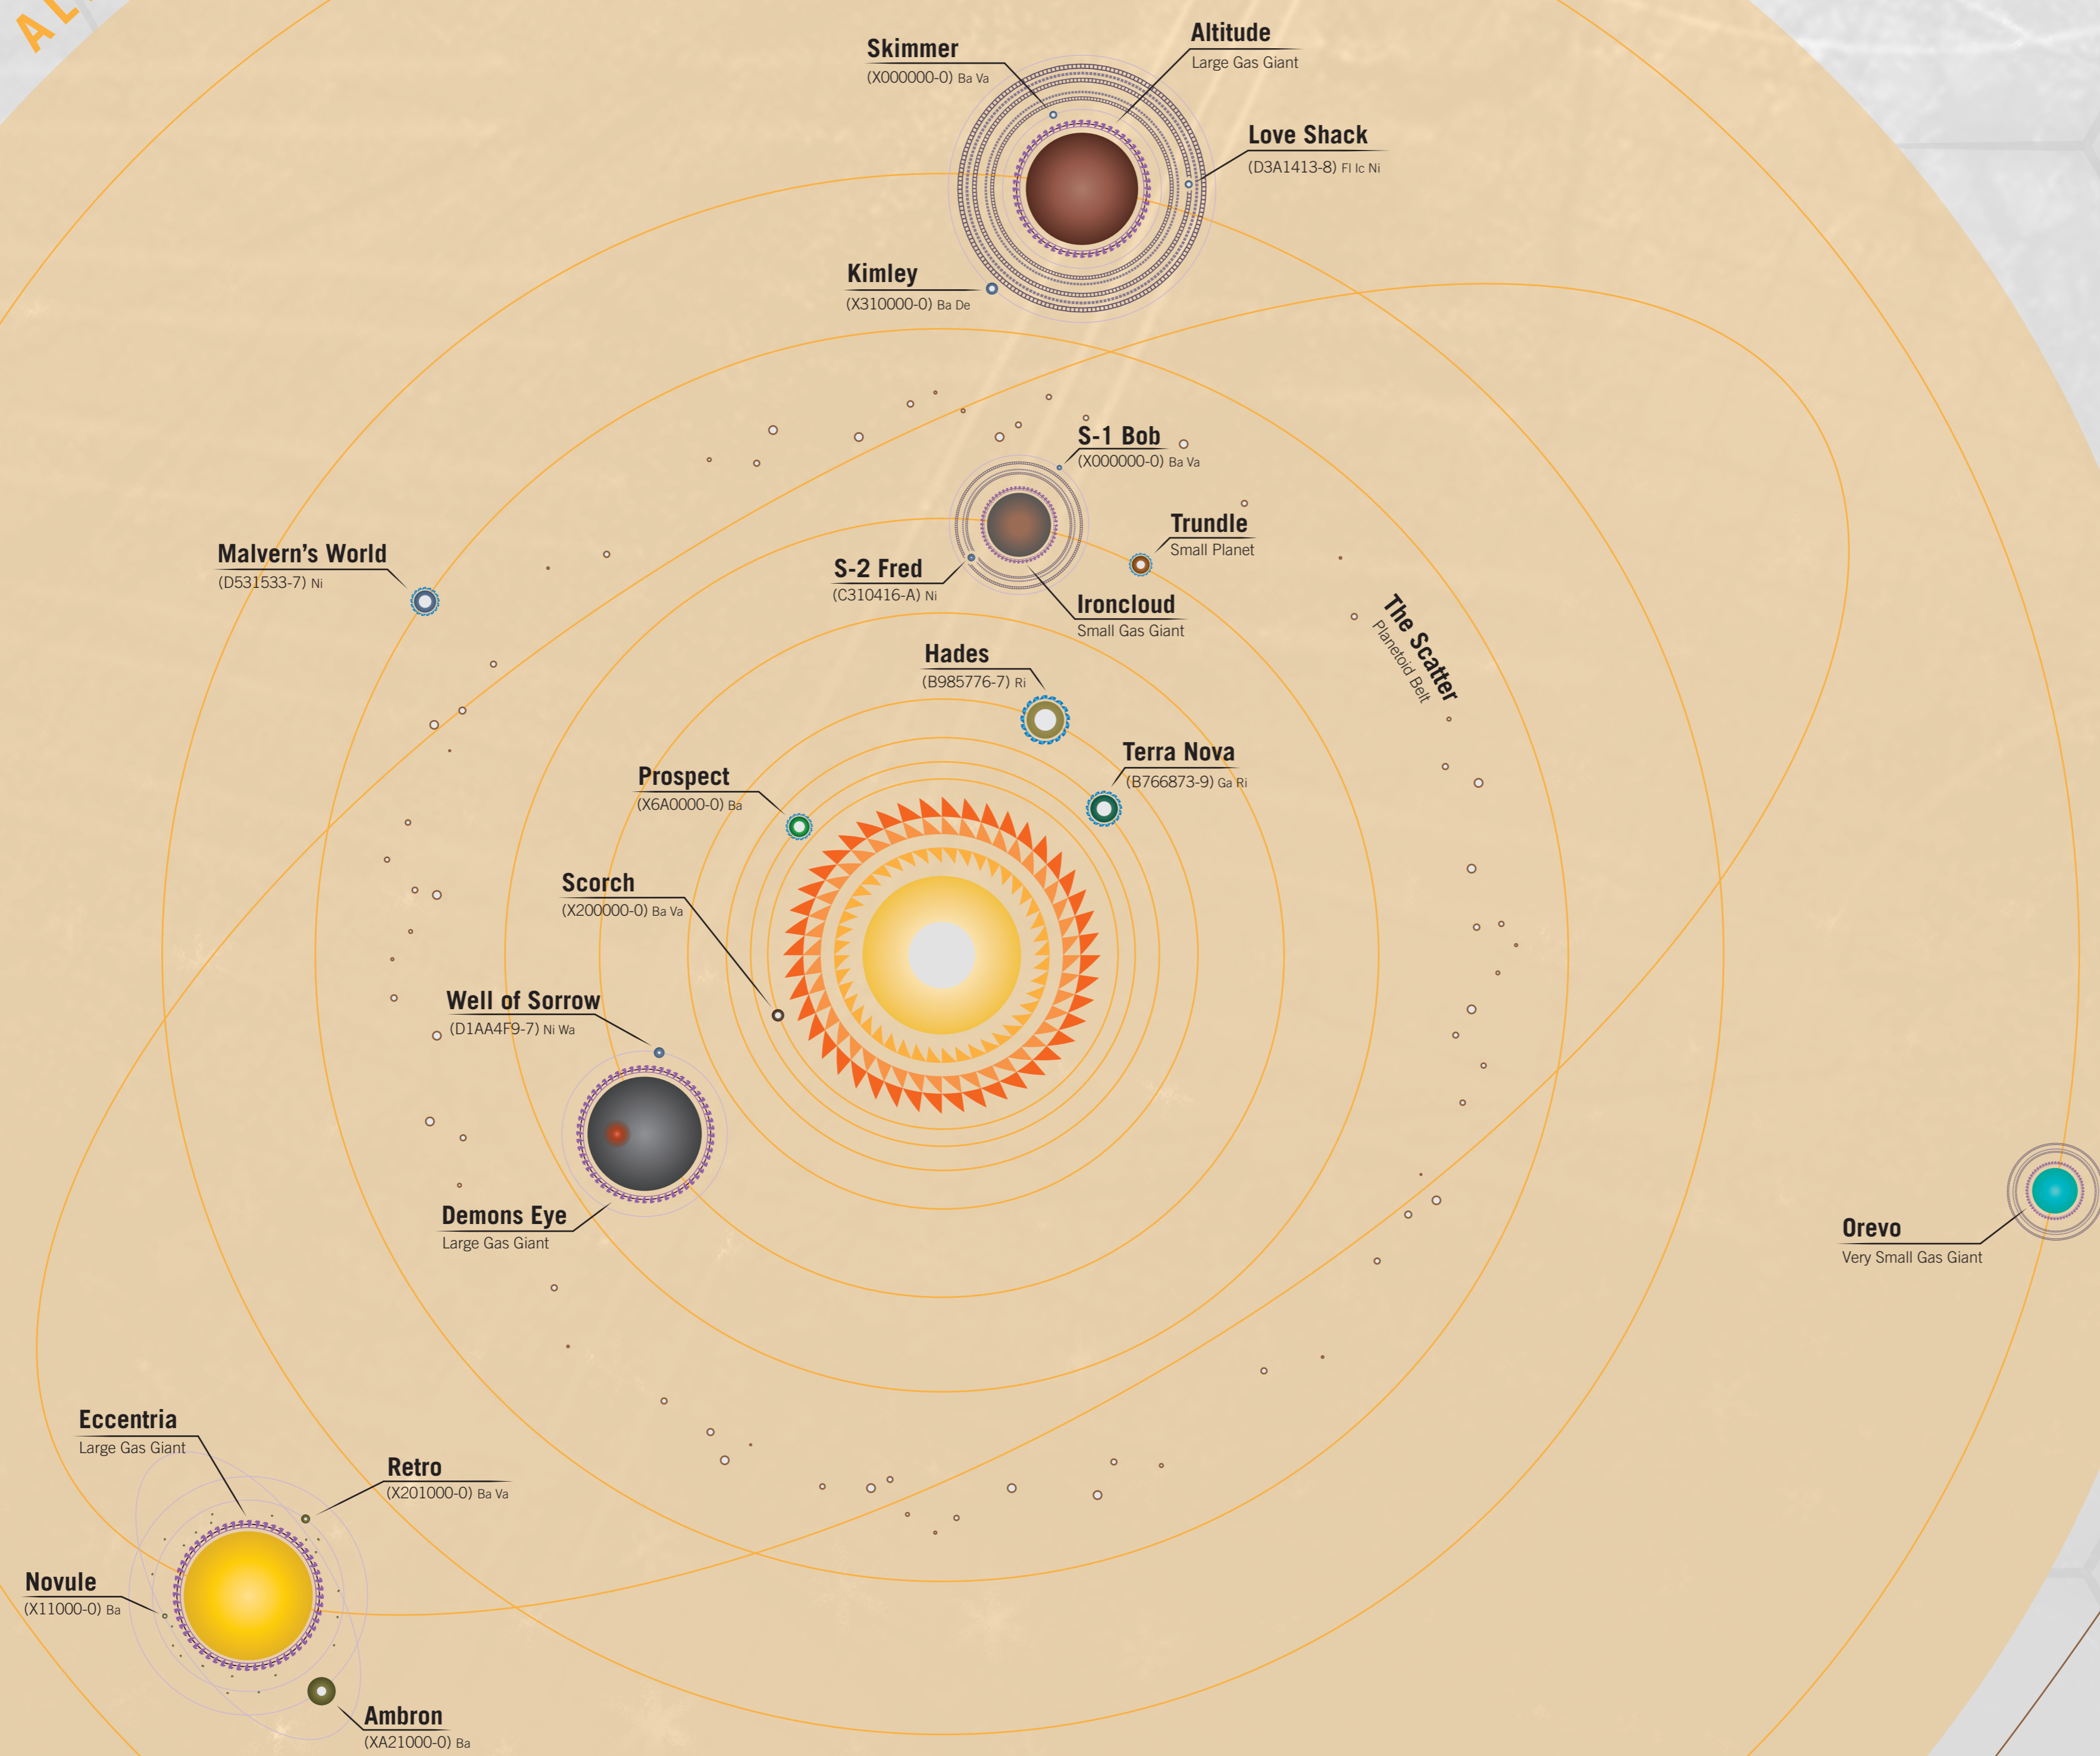 AL
Skimmer
(X000000-0) Ba Va
Altitude
Large Gas Giant
Love Shack
(D3A1413-8) Fl Ic Ni
Kimley
(X310000-0) Ba De
S-1 Bob
(X000000-0) Ba Va
Trundle
Small Planet
Malvern's World
(D531533-7) Ni
S-2 Fred
(C310416-A) Ni
Ironcloud
Small Gas Giant
The Scatter
Planetoid Belt
Hades
(B985776-7) Ri
Terra Nova
(B766873-9) Ga Ri
Prospect
(X6A0000-0) Ba
Scorch
(X200000-0) Ba Va
Well of Sorrow
(D1AA4F9-7) Ni Wa
Demons Eye
Large Gas Giant
Orevo
Very Small Gas Giant
Eccentria
Large Gas Giant
Retro
(X201000-0) Ba Va
Novule
(X11000-0) Ba
Ambron
(XA21000-0) Ba